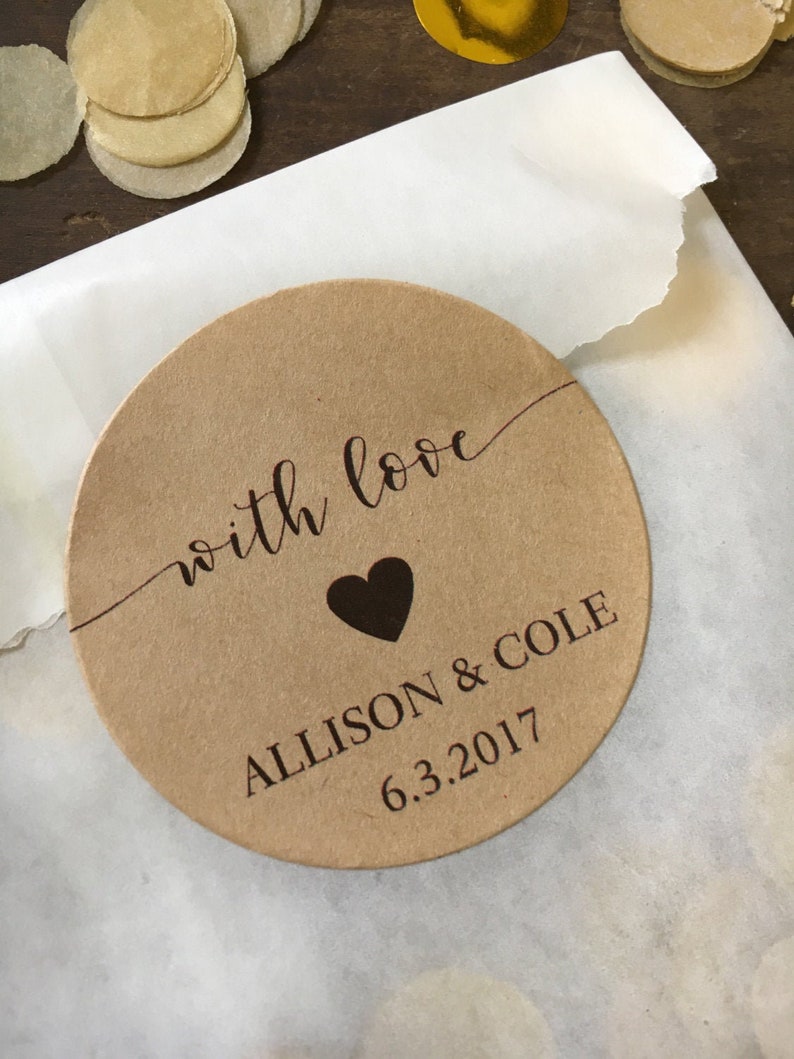 with love
ALLISON & COLE
6.3.2017